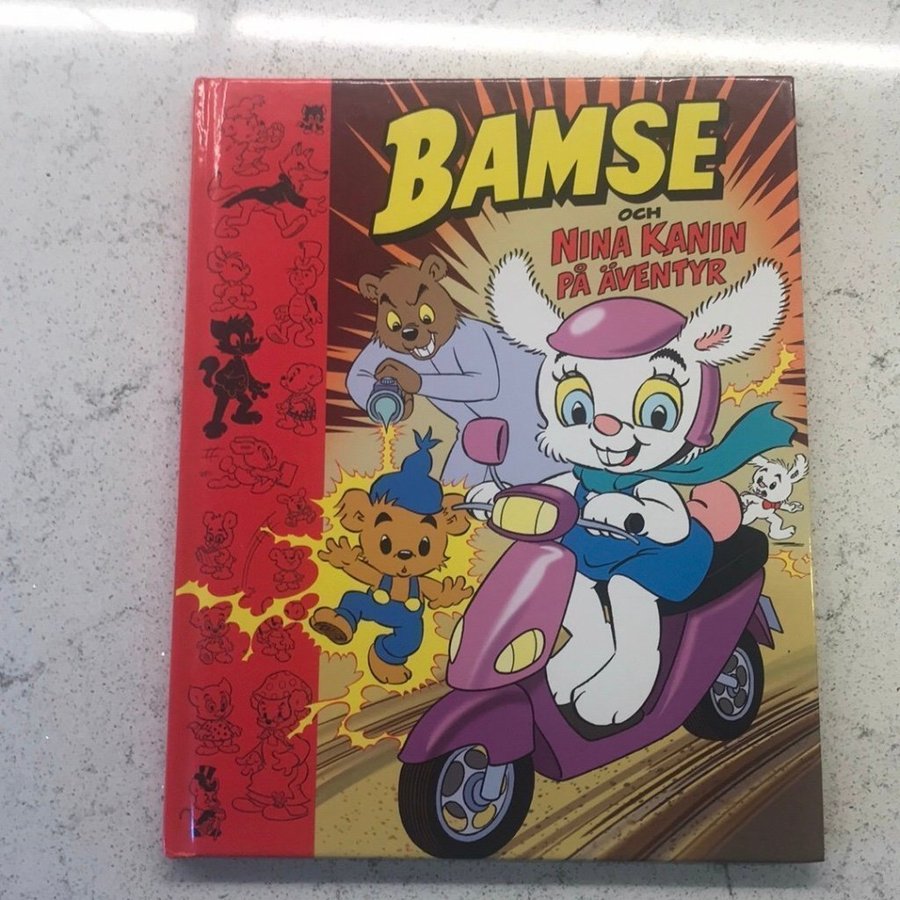 BAMSE
OCH
NINA KANIN
PÅ ÄVENTYR